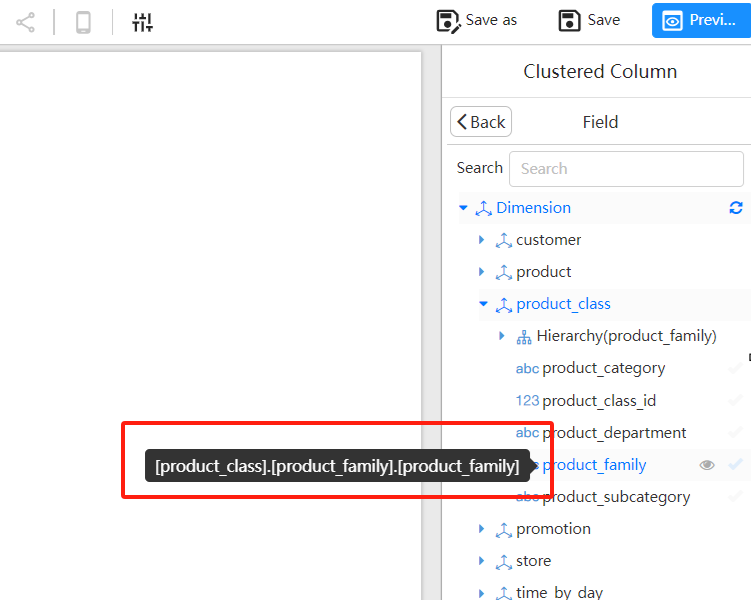 Save as Save Previ...
Clustered Column
Back Field
Search Search
Dimension
customer
product
product_class
Hierarchy(product_family)
abc product_category
123 product_class_id
abc product_department
[product_class].[product_family].[product_family] product_family
abc product_subcategory
promotion
store
time_by_day